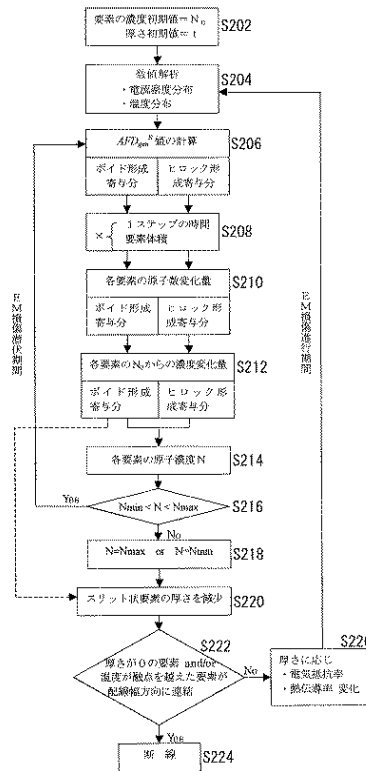 要素の濃度初期値=N₀
厚さ初期値=t
S202
数値解析
・電流密度分布
・温度分布
S204
AFDgen*値の計算
S206
ボイド形成
寄与分
ヒロック形
成寄与分
×
1ステップの時間
要素体積
S208
各要素の原子数変化量
S210
ボイド形成
寄与分
ヒロック形
成寄与分
各要素のN₀からの濃度変化量
S212
ボイド形成
寄与分
ヒロック形
成寄与分
各要素の原子濃度N
S214
Yes
Nmin<N<Nmax
S216
No
N=Nmax or N=Nmin
S218
スリット状要素の厚さを減少
S220
S222
厚さが0の要素 and/or
温度が融点を越えた要素が
配線幅方向に連結
No
厚さに応じ
・電気抵抗率
・熱伝導率 変化
Yes
断線
S224
EM損傷潜伏期間
EM損傷進行期間